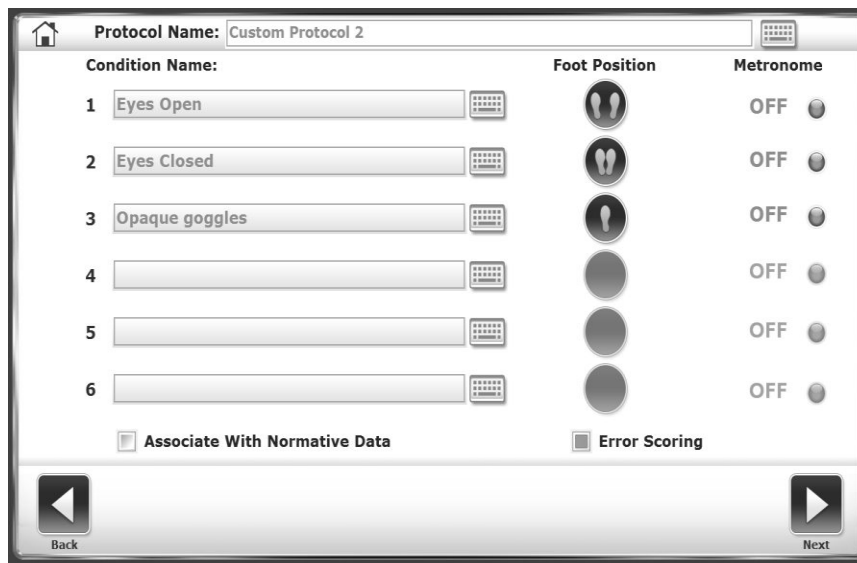 Protocol Name: Custom Protocol 2
Condition Name: Foot Position Metronome
1 Eyes Open OFF
2 Eyes Closed OFF
3 Opaque goggles OFF
4 OFF
5 OFF
6 OFF
Associate With Normative Data Error Scoring
Back Next